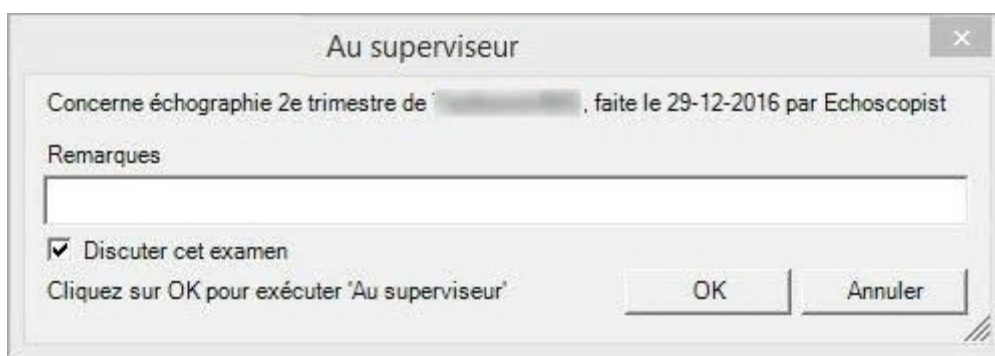 Au superviseur
Concerne échographie 2e trimestre de , faite le 29-12-2016 par Echoscopist
Remarques
Discuter cet examen
Cliquez sur OK pour exécuter 'Au superviseur'
OK
Annuler